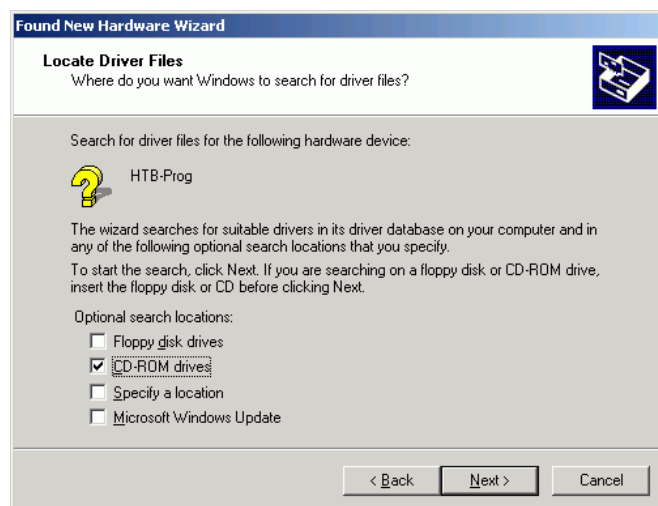 Found New Hardware Wizard
Locate Driver Files
Where do you want Windows to search for driver files?
Search for driver files for the following hardware device:
HTB-Prog
The wizard searches for suitable drivers in its driver database on your computer and in
any of the following optional search locations that you specify.
To start the search, click Next. If you are searching on a floppy disk or CD-ROM drive,
insert the floppy disk or CD before clicking Next.
Optional search locations:
Floppy disk drives
CD-ROM drives
Specify a location
Microsoft Windows Update
< Back Next > Cancel